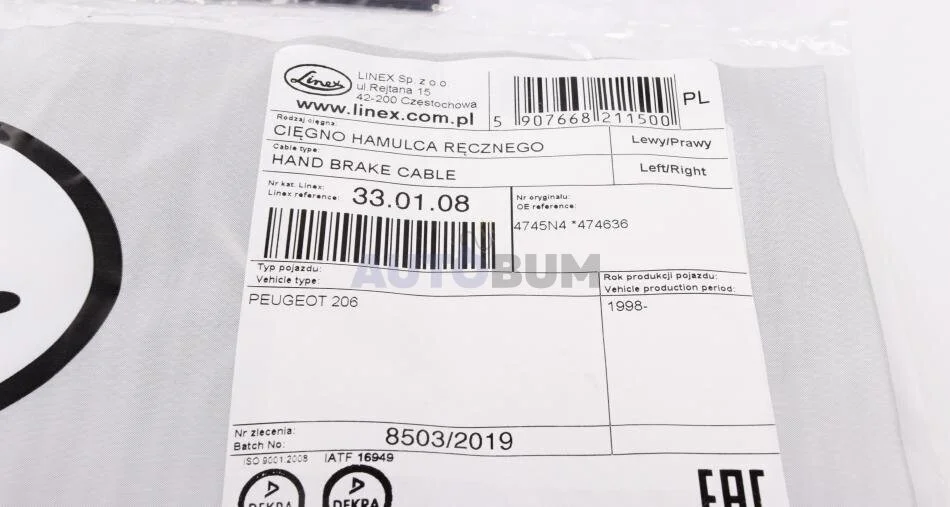 Linex
LINEX Sp. z o.o.
ul.Rejtana 15
42-200 Częstochowa
www.linex.com.pl
5 907668 211500
PL
Rodzaj cięgna:
CIĘGNO HAMULCA RĘCZNEGO
Lewy/Prawy
Cable type:
HAND BRAKE CABLE
Left/Right
Nr kat. Linex:
Linex reference:
33.01.08
Nr oryginału:
OE reference:
4745N4 *474636
AUTOBUM
Typ pojazdu:
Vehicle type:
PEUGEOT 206
Rok produkcji pojazdu:
Vehicle production period:
1998-
Nr zlecenia:
Batch No:
8503/2019
ISO 9001:2008
IATF 16949
DEKRA
DEKRA
EAC